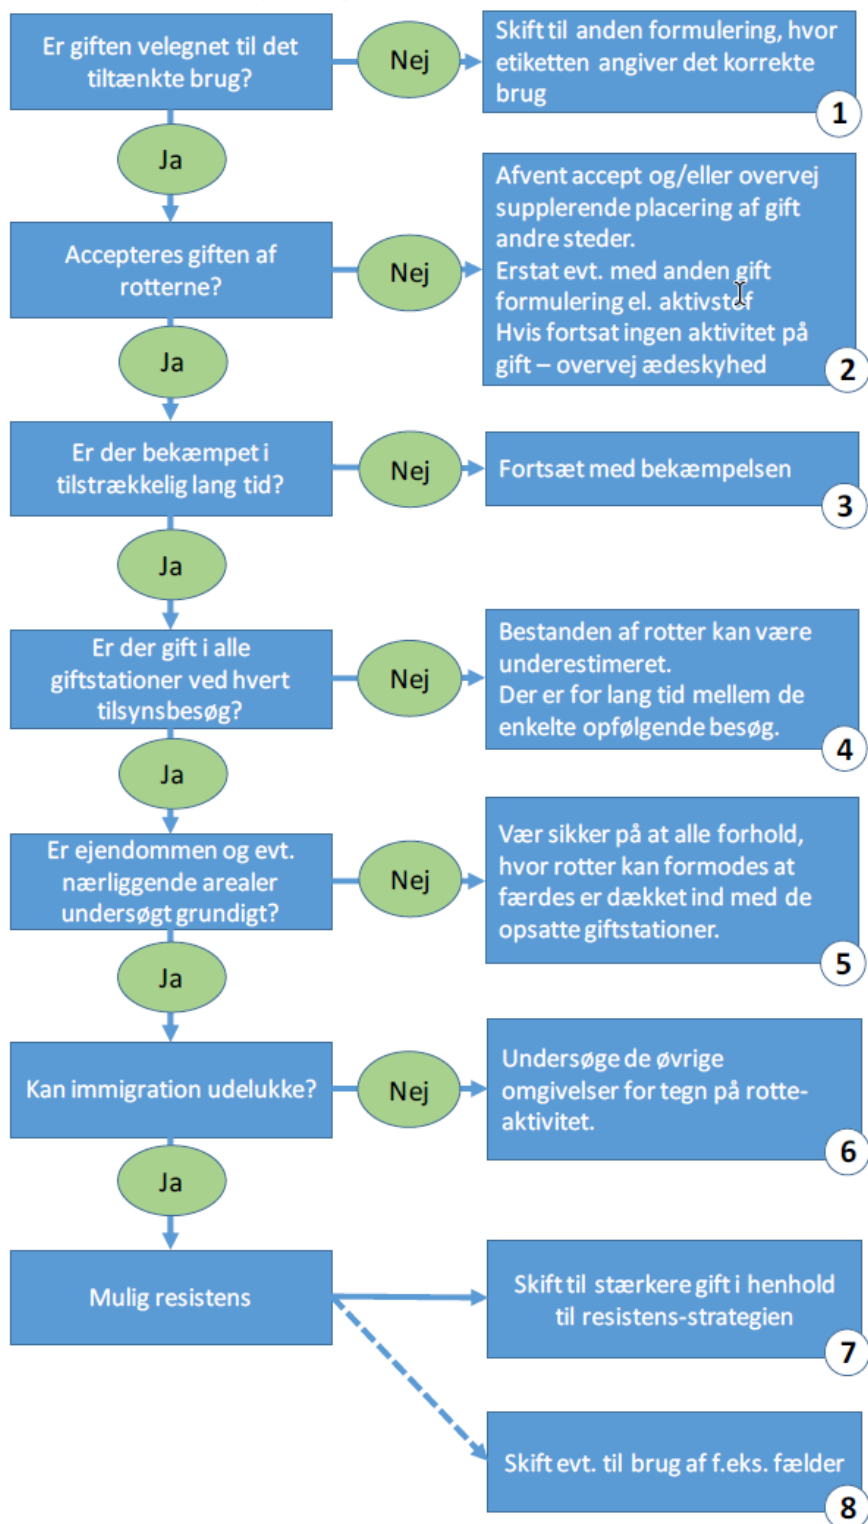 Er giften velegnet til det
tiltænkte brug?
Nej
Skift til anden formulering, hvor
etiketten angiver det korrekte
brug
1
Ja
Accepteres giften af
rotterne?
Nej
Afvent accept og/eller overvej
supplerende placering af gift
andre steder.
Erstat evt. med anden gift
formulering el. aktivstof
Hvis fortsat ingen aktivitet på
gift – overvej ædeskyhed
2
Ja
Er der bekæmpet i
tilstrækkelig lang tid?
Nej
Fortsæt med bekæmpelsen
3
Ja
Er der gift i alle
giftstationer ved hvert
tilsynsbesøg?
Nej
Bestanden af rotter kan være
underestimeret.
Der er for lang tid mellem de
enkelte opfølgende besøg.
4
Ja
Er ejendommen og evt.
nærliggende arealer
undersøgt grundigt?
Nej
Vær sikker på at alle forhold,
hvor rotter kan formodes at
færdes er dækket ind med de
opsatte giftstationer.
5
Ja
Kan immigration udelukke?
Nej
Undersøge de øvrige
omgivelser for tegn på rotte-
aktivitet.
6
Ja
Mulig resistens
Skift til stærkere gift i henhold
til resistens-strategien
7
Skift evt. til brug af f.eks. fælder
8